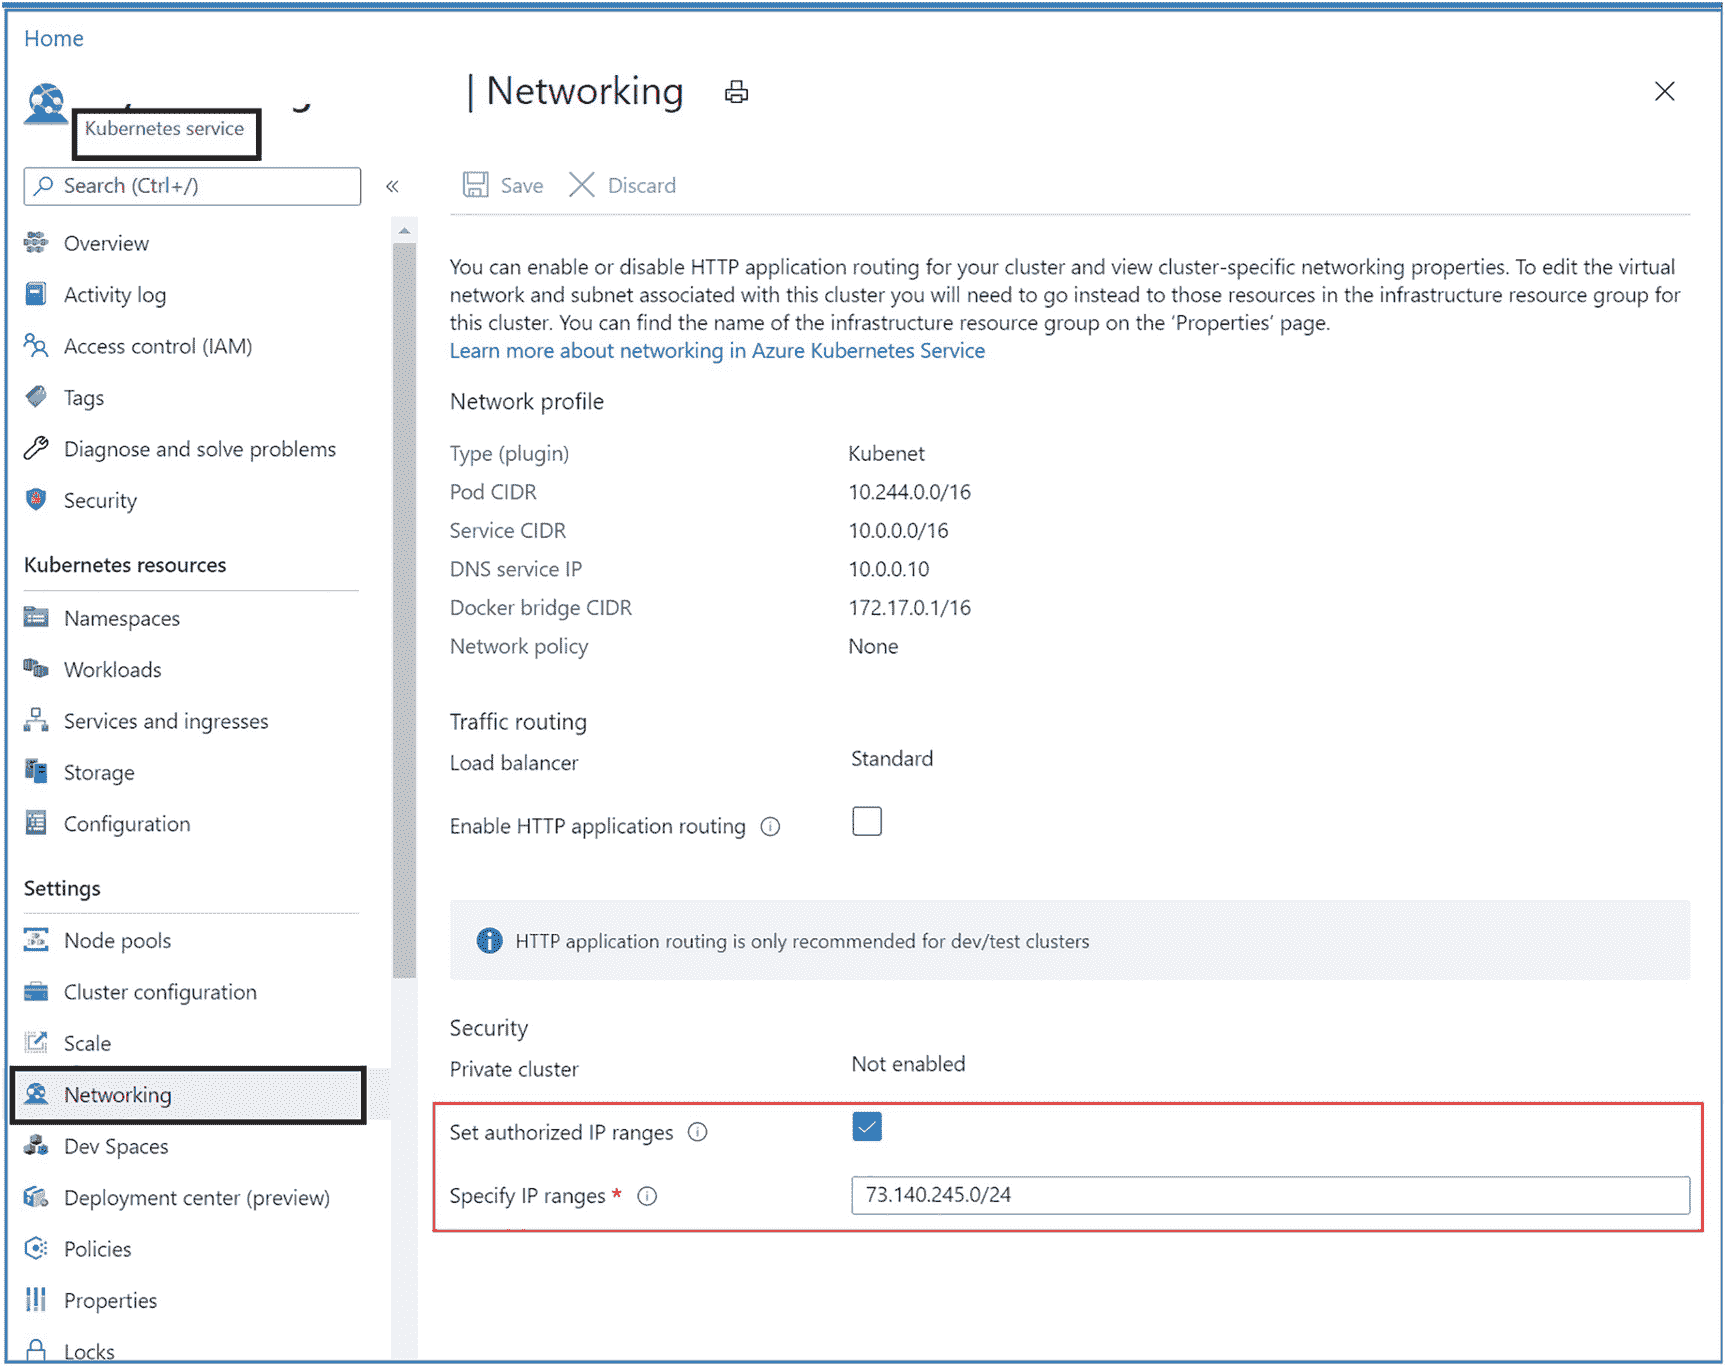 Home
| Networking
Kubernetes service
Search (Ctrl+/)
«
Save
Discard
Overview
Activity log
Access control (IAM)
Tags
Diagnose and solve problems
Security
Kubernetes resources
Namespaces
Workloads
Services and ingresses
Storage
Configuration
Settings
Node pools
Cluster configuration
Scale
Networking
Dev Spaces
Deployment center (preview)
Policies
Properties
Locks
You can enable or disable HTTP application routing for your cluster and view cluster-specific networking properties. To edit the virtual
network and subnet associated with this cluster you will need to go instead to those resources in the infrastructure resource group for
this cluster. You can find the name of the infrastructure resource group on the ‘Properties’ page.
Learn more about networking in Azure Kubernetes Service
Network profile
Type (plugin) Kubenet
Pod CIDR 10.244.0.0/16
Service CIDR 10.0.0.0/16
DNS service IP 10.0.0.10
Docker bridge CIDR 172.17.0.1/16
Network policy None
Traffic routing
Load balancer Standard
Enable HTTP application routing
HTTP application routing is only recommended for dev/test clusters
Security
Private cluster Not enabled
Set authorized IP ranges
Specify IP ranges * 73.140.245.0/24